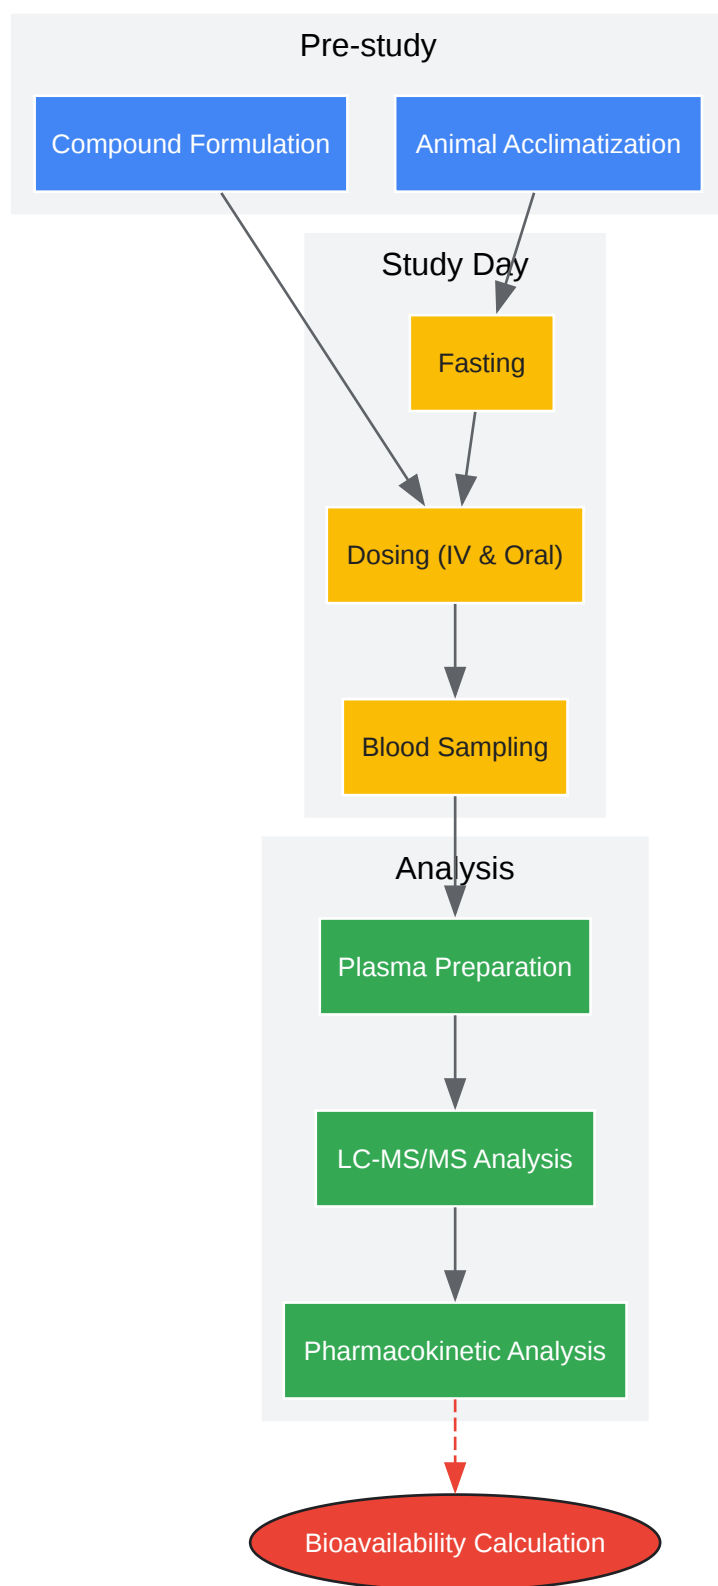 Pre-study
Compound Formulation
Animal Acclimatization
Study Day
Fasting
Dosing (IV & Oral)
Blood Sampling
Analysis
Plasma Preparation
LC-MS/MS Analysis
Pharmacokinetic Analysis
Bioavailability Calculation